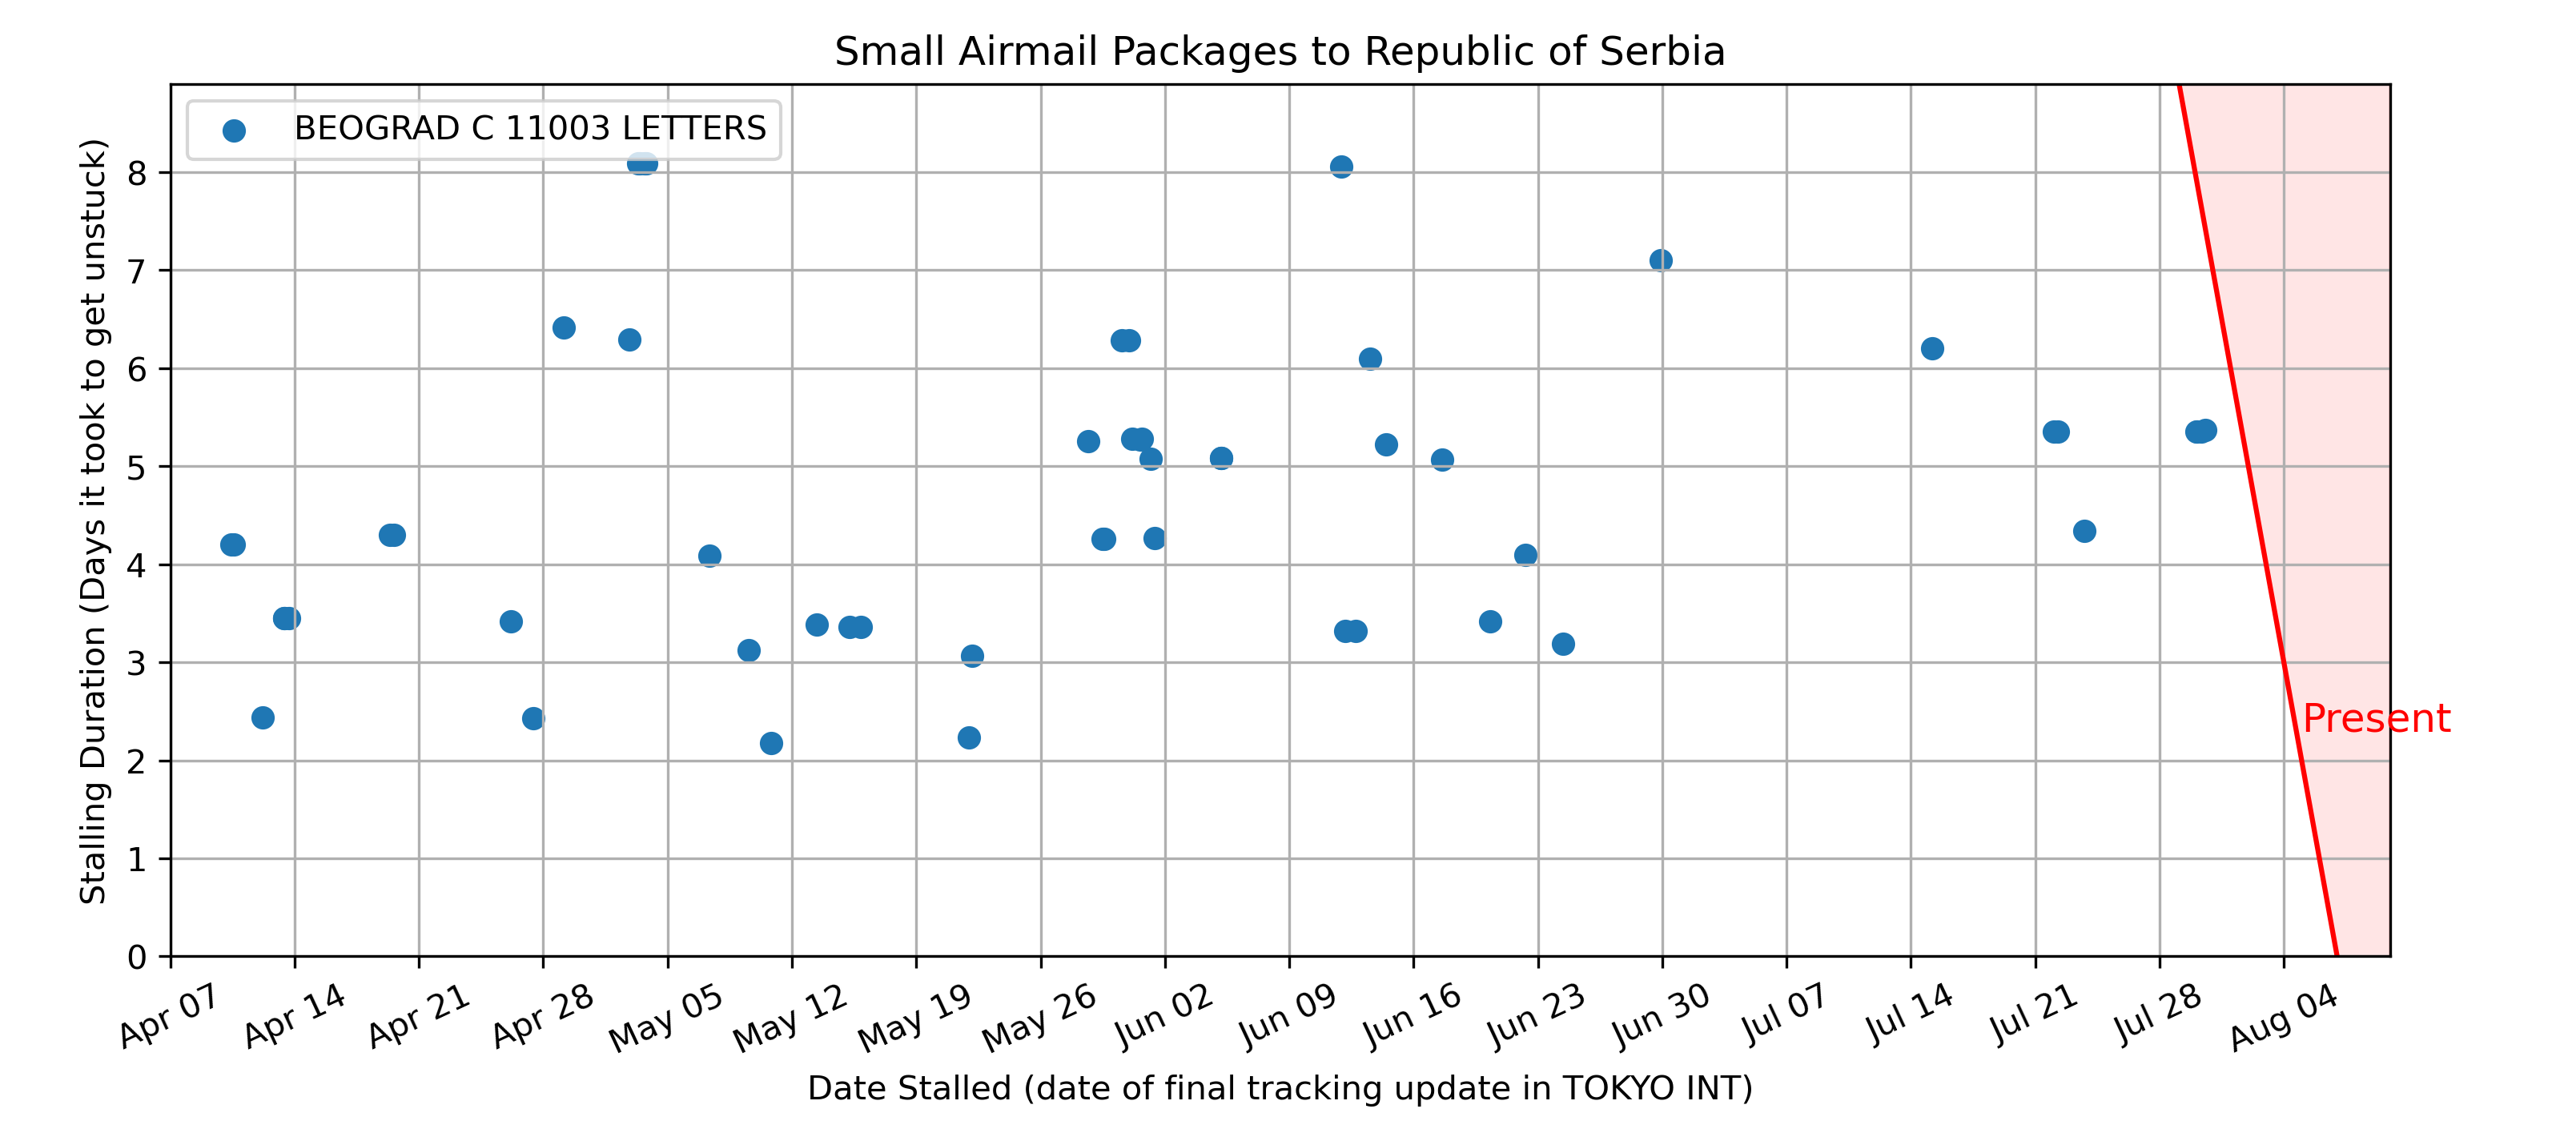 Small Airmail Packages to Republic of Serbia
BEOGRAD C 11003 LETTERS
Stalling Duration (Days it took to get unstuck)
8
7
6
5
4
3
2
1
0
Present
Apr 07
Apr 14
Apr 21
Apr 28
May 05
May 12
May 19
May 26
Jun 02
Jun 09
Jun 16
Jun 23
Jun 30
Jul 07
Jul 14
Jul 21
Jul 28
Aug 04
Date Stalled (date of final tracking update in TOKYO INT)